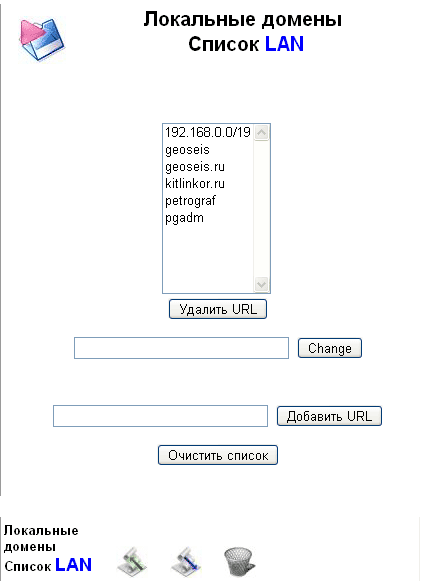 Локальные домены
Список LAN
192.168.0.0/19
geoseis
geoseis.ru
kitlinkor.ru
petrograf
pgadm
Удалить URL
Change
Добавить URL
Очистить список
Локальные
домены
Список LAN